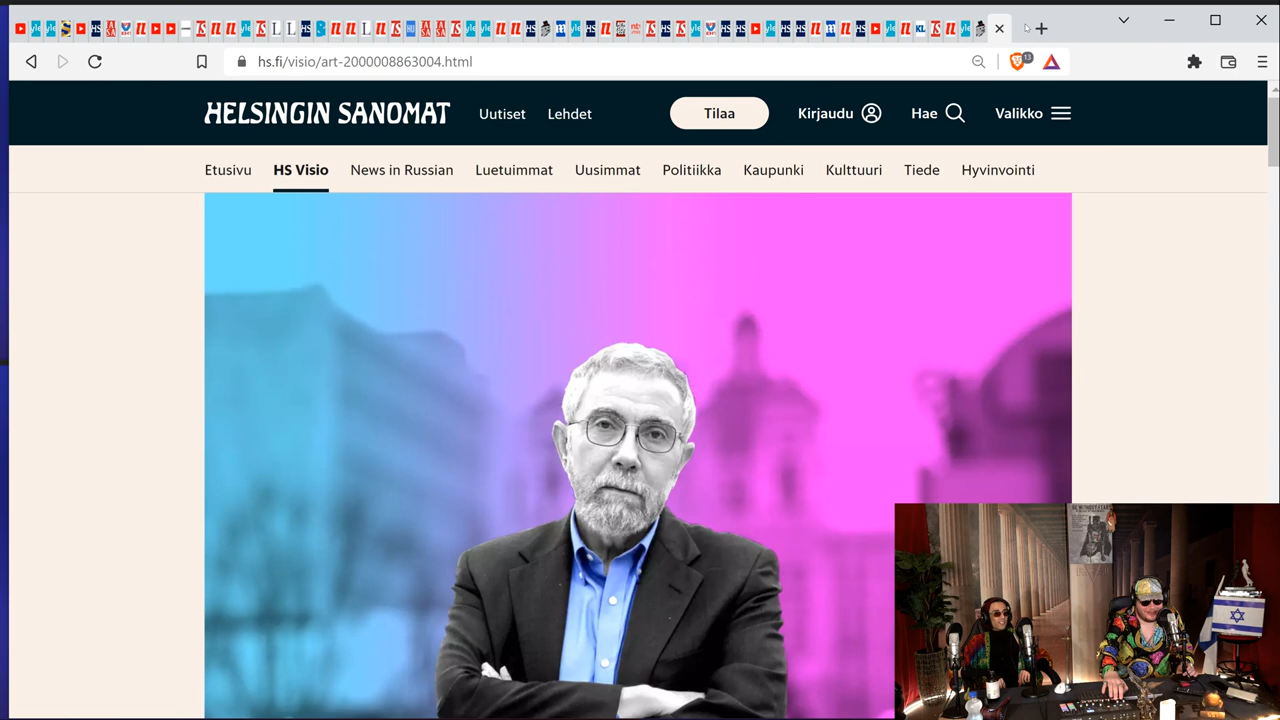 hs.fi/visio/art-2000008863004.html
13
HELSINGIN SANOMAT
Uutiset
Lehdet
Tilaa
Kirjaudu
Hae
Valikko
Etusivu
HS Visio
News in Russian
Luetuimmat
Uusimmat
Politiikka
Kaupunki
Kulttuuri
Tiede
Hyvinvointi